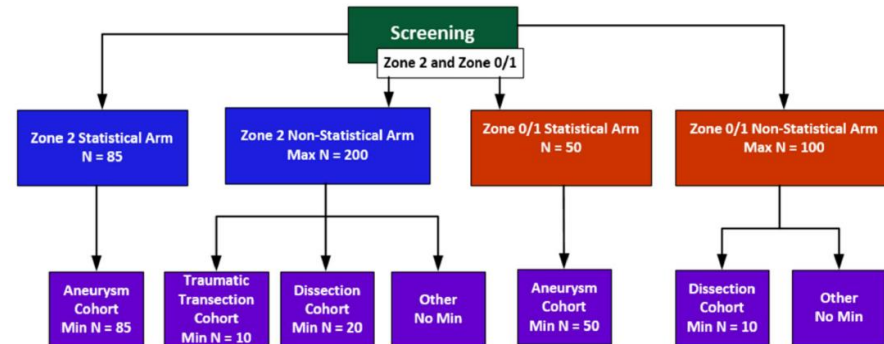 Screening
Zone 2 and Zone 0/1
Zone 2 Statistical Arm
N = 85
Zone 2 Non-Statistical Arm
Max N = 200
Zone 0/1 Statistical Arm
N = 50
Zone 0/1 Non-Statistical Arm
Max N = 100
Aneurysm
Cohort
Min N = 85
Traumatic
Transection
Cohort
Min N = 10
Dissection
Cohort
Min N = 20
Other
No Min
Aneurysm
Cohort
Min N = 50
Dissection
Cohort
Min N = 10
Other
No Min